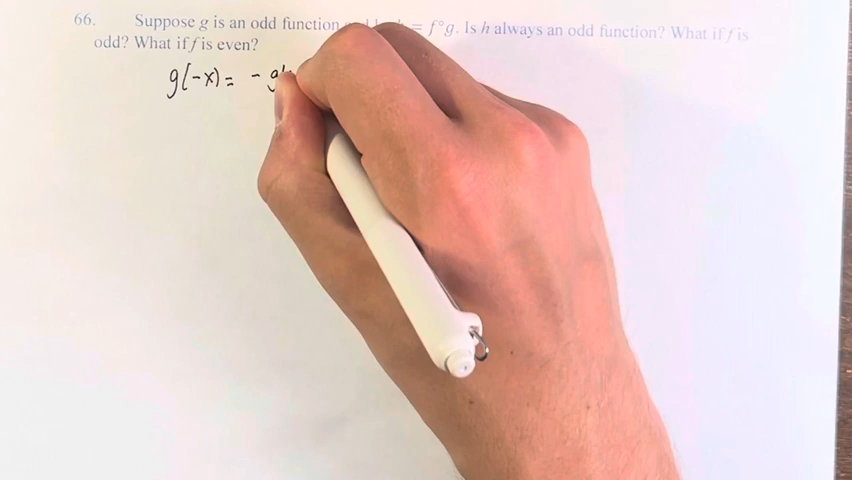 66. Suppose g is an odd function = f°g. Is h always an odd function? What if f is
odd? What if f is even?
g(-x) = - g(